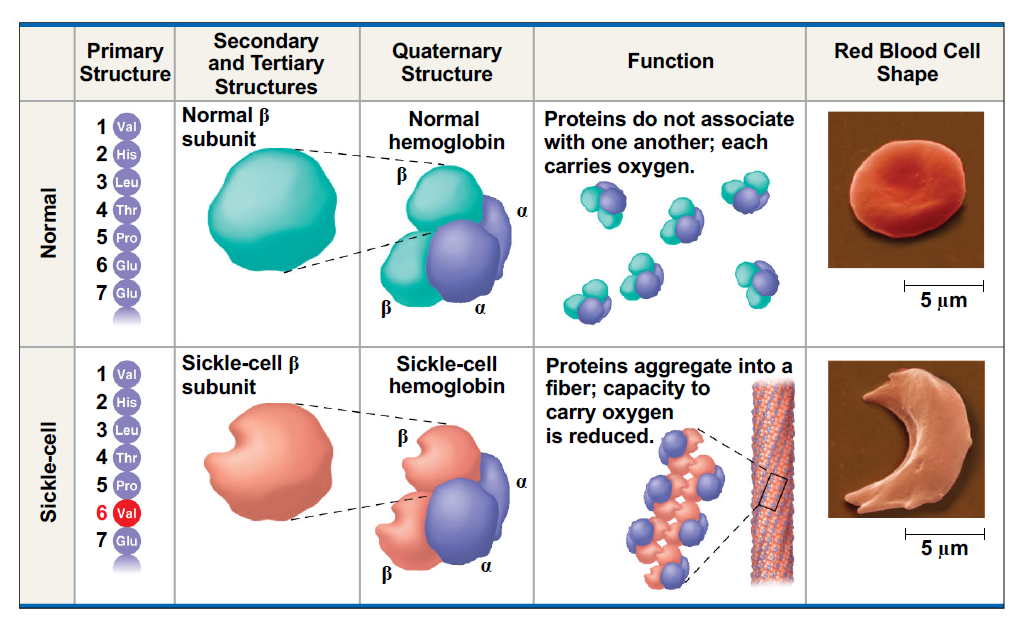 Primary
Structure
Secondary
and Tertiary
Structures
Quaternary
Structure
Function
Red Blood Cell
Shape
Normal
1 Val
2 His
3 Leu
4 Thr
5 Pro
6 Glu
7 Glu
Normal β
subunit
Normal
hemoglobin
β
α
β
α
Proteins do not associate
with one another; each
carries oxygen.
5 µm
Sickle-cell
1 Val
2 His
3 Leu
4 Thr
5 Pro
6 Val
7 Glu
Sickle-cell β
subunit
Sickle-cell
hemoglobin
β
α
β
α
Proteins aggregate into a
fiber; capacity to
carry oxygen
is reduced.
5 µm